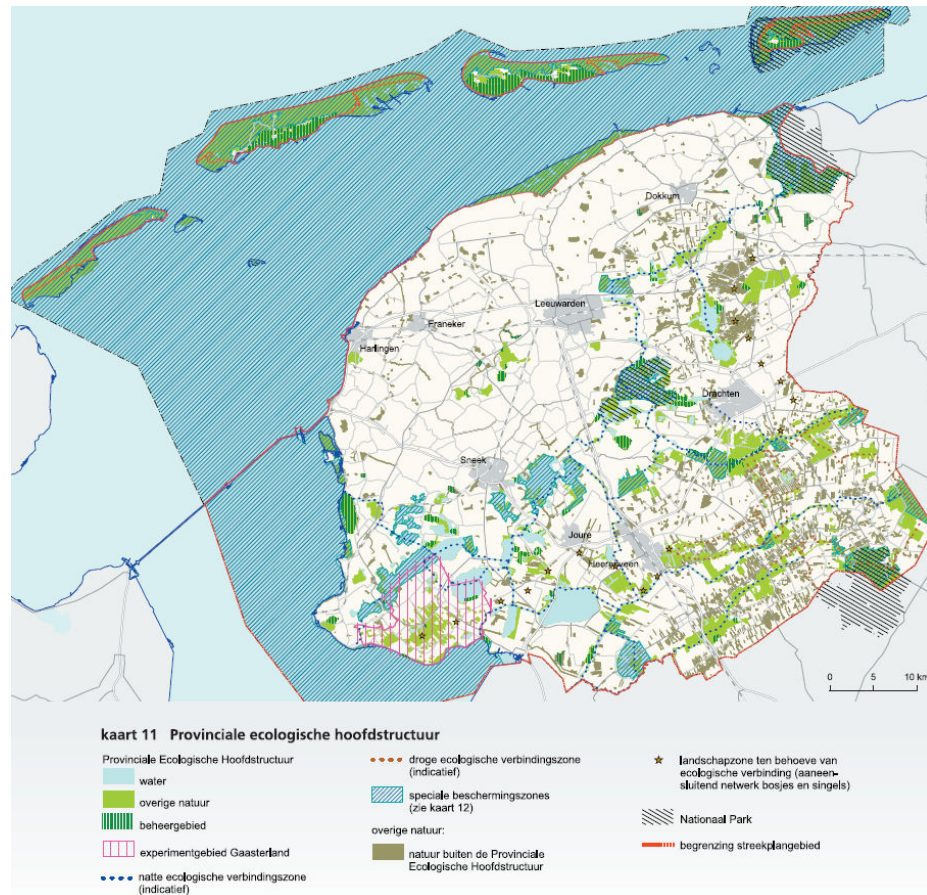 Dokkum
Leeuwarden
Franeker
Harlingen
Drachten
Sneek
Joure
Heerenveen
0 5 10 km
kaart 11 Provinciale ecologische hoofdstructuur
Provinciale Ecologische Hoofdstructuur
water
overige natuur
beheergebied
experimentgebied Gaasterland
natte ecologische verbindingszone
(indicatief)
droge ecologische verbindingszone
(indicatief)
speciale beschermingszones
(zie kaart 12)
overige natuur:
natuur buiten de Provinciale
Ecologische Hoofdstructuur
landschapzone ten behoeve van
ecologische verbinding (aaneen-
sluitend netwerk bosjes en singels)
Nationaal Park
begrenzing streekplangebied